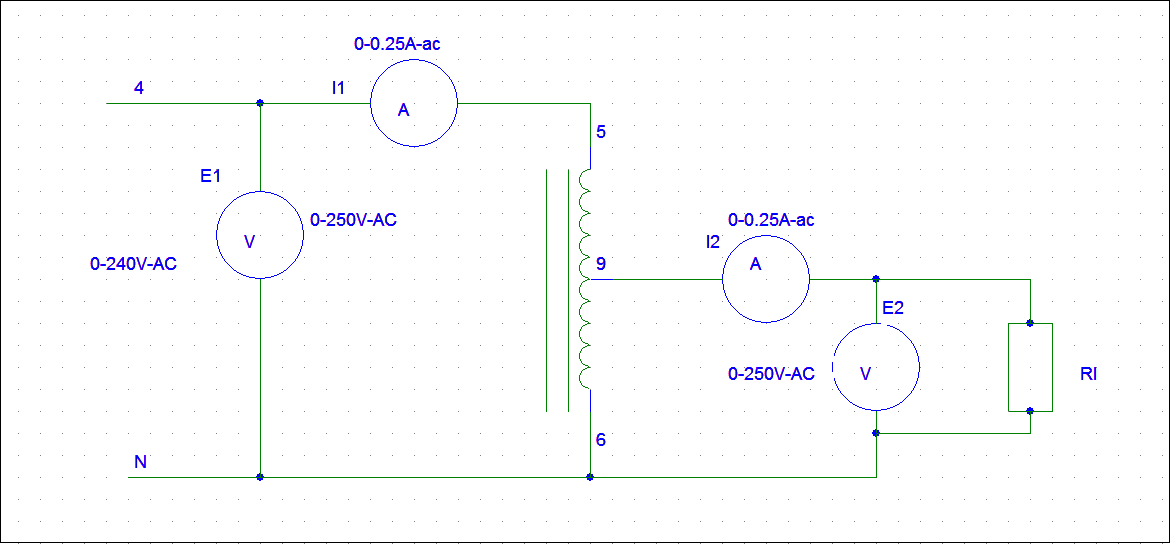 0-0.25A-ac
4
I1
A
5
E1
0-250V-AC
V
0-240V-AC
0-0.25A-ac
I2
9
A
E2
0-250V-AC
V
Rl
6
N